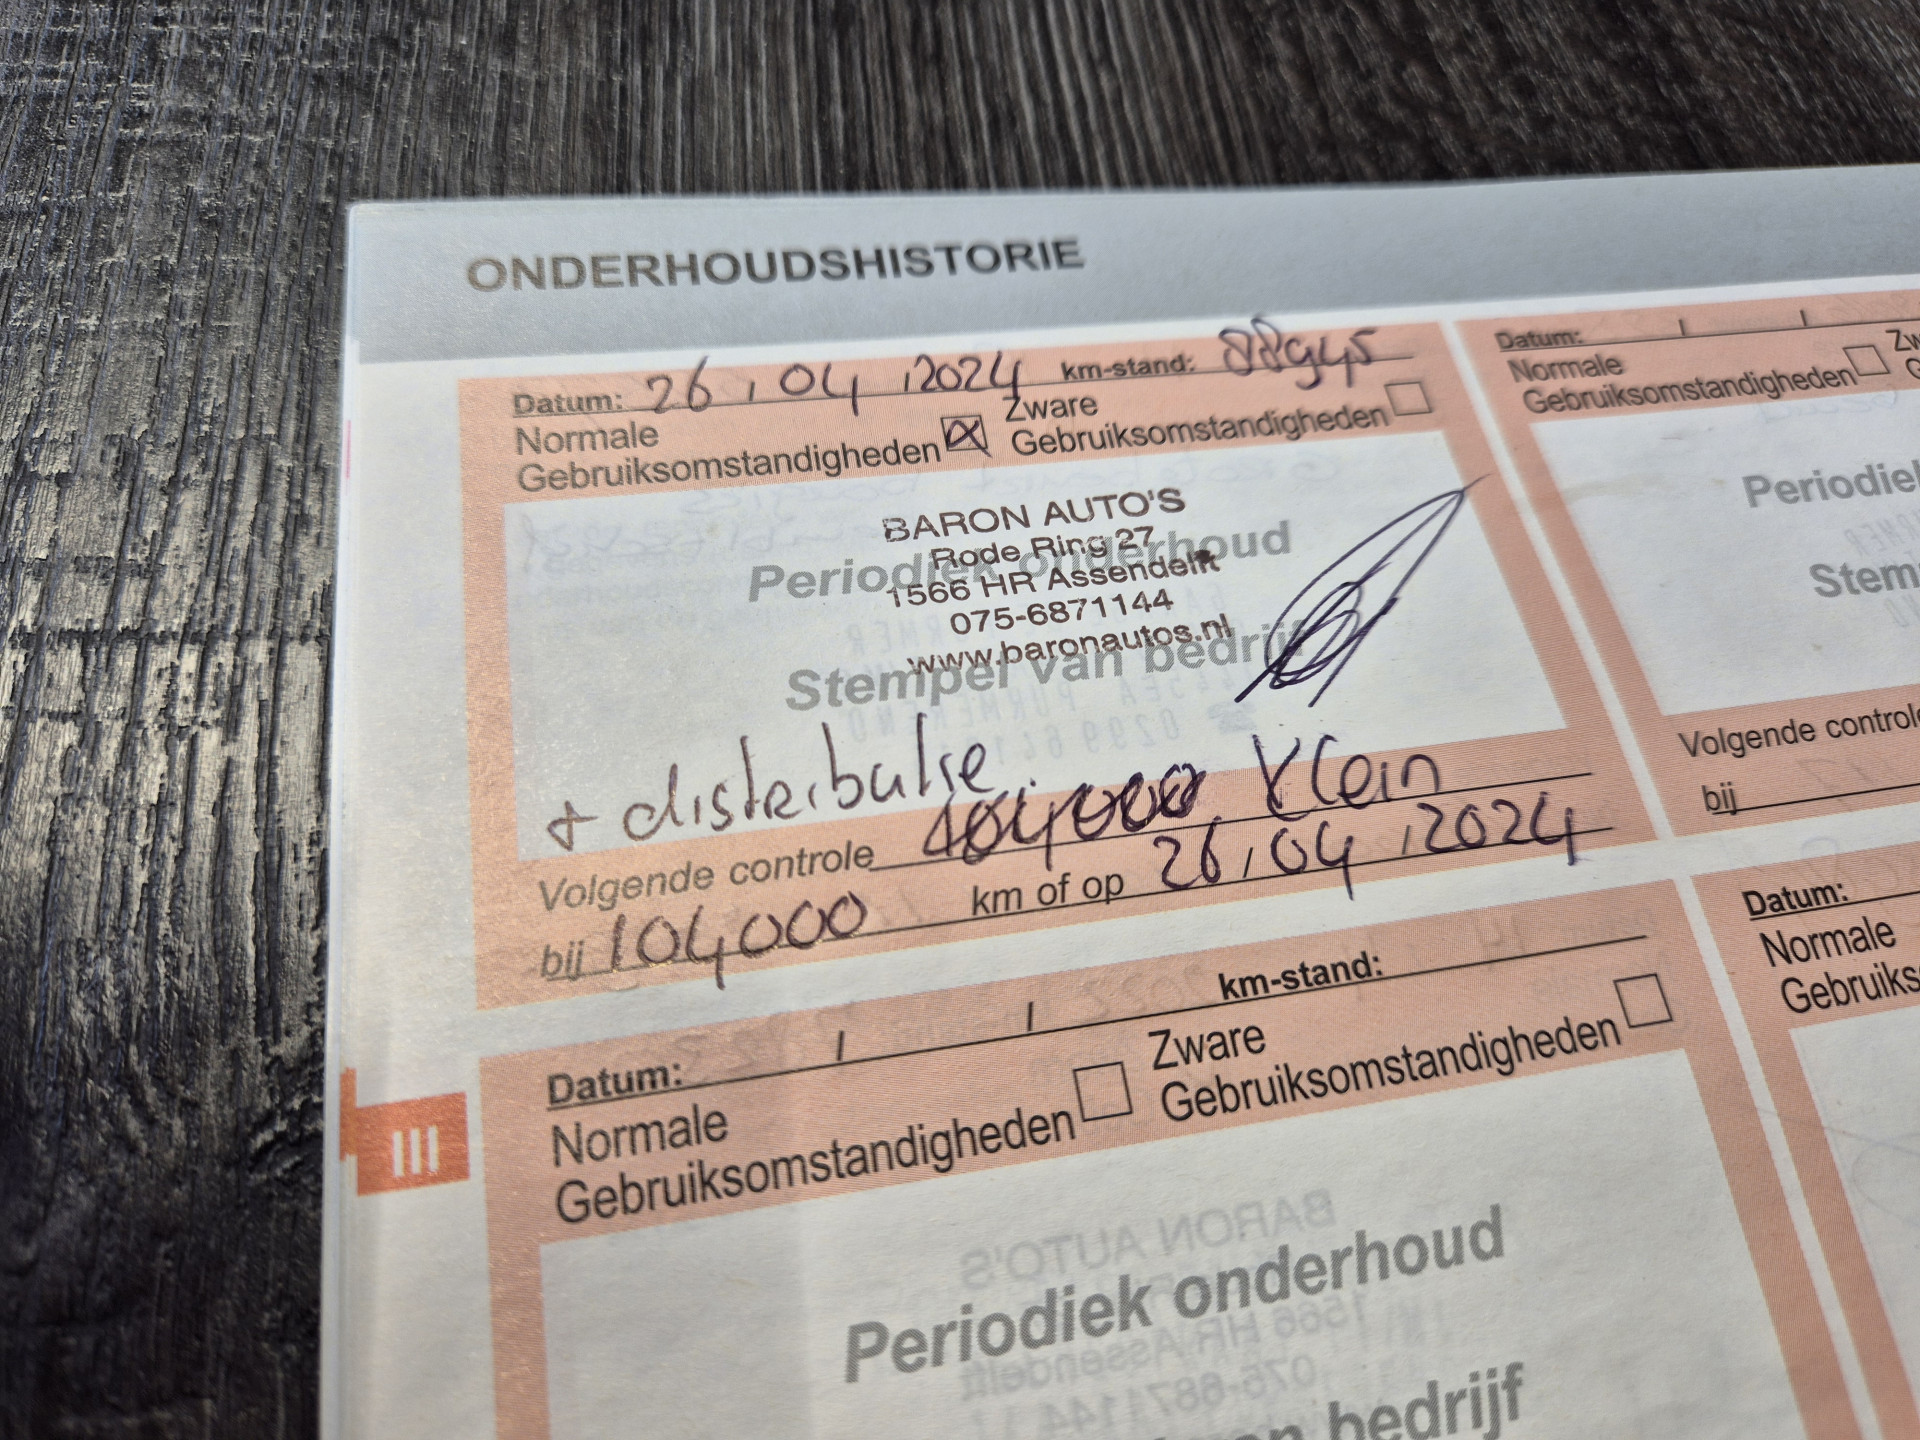 ONDERHOUDSHISTORIE
Datum: 26 / 04 / 2024 km-stand: 88945
Normale Gebruiksomstandigheden ☒ Zware Gebruiksomstandigheden ☐
BARON AUTO'S
Rode Ring 27
Periodiek onderhoud
1566 HR Assendelft
075-6871144
www.baronautos.nl
Stempel van bedrijf
+ distributie
Volgende controle Klein
bij 104000 km of op 26 / 04 / 2024
Datum: / / km-stand:
Normale Gebruiksomstandigheden ☐ Zware Gebruiksomstandigheden ☐
Periodiek onderhoud
bedrijf
III
Datum: / /
Normale
Gebruiksomstandigheden ☐
Volgende
bij
Datum:
Normale